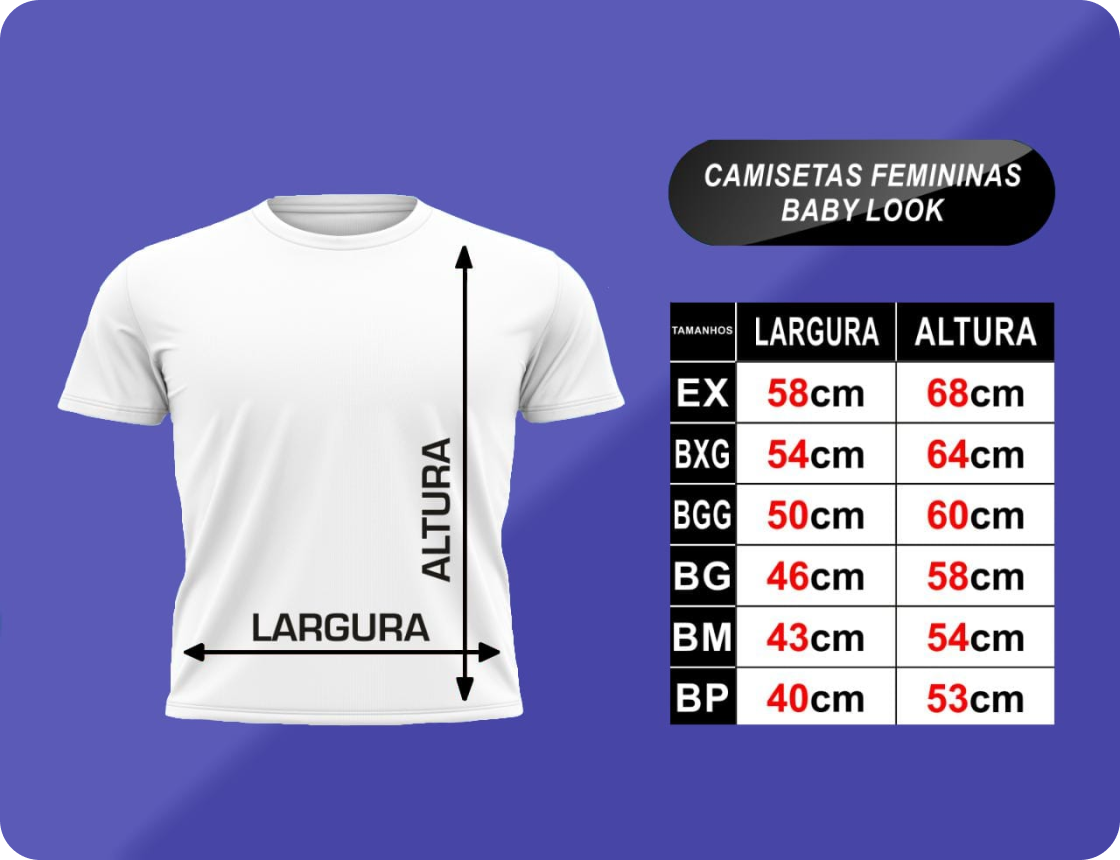 CAMISETAS FEMININAS
BABY LOOK
ALTURA
LARGURA
TAMANHOS LARGURA ALTURA
EX 58cm 68cm
BXG 54cm 64cm
BGG 50cm 60cm
BG 46cm 58cm
BM 43cm 54cm
BP 40cm 53cm